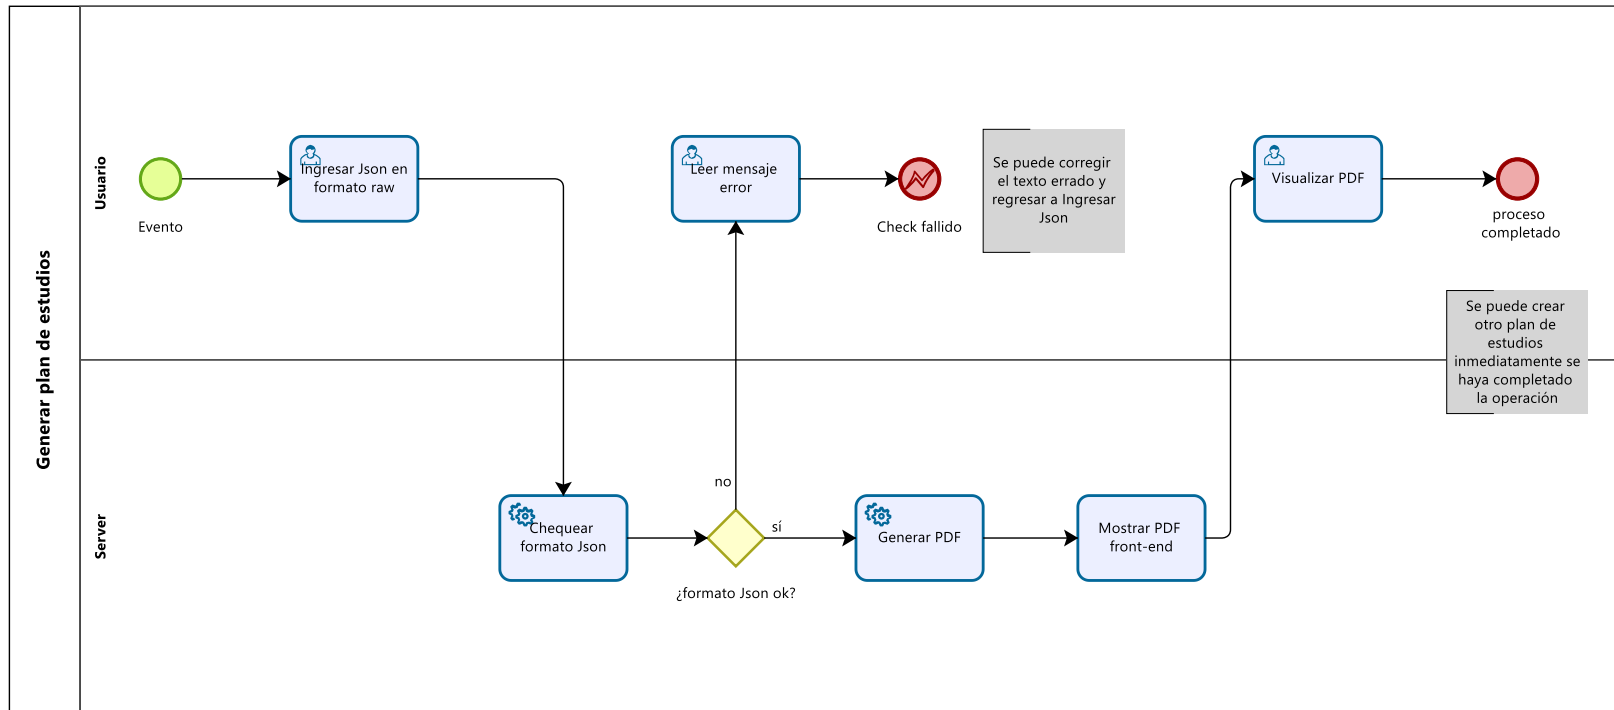 Generar plan de estudios
Usuario
Evento
Ingresar Json en
formato raw
Leer mensaje
error
Check fallido
Se puede corregir
el texto errado y
regresar a Ingresar
Json
Visualizar PDF
proceso
completado
Se puede crear
otro plan de
estudios
inmediatamente se
haya completado
la operación
Server
Chequear
formato Json
no
sí
¿formato Json ok?
Generar PDF
Mostrar PDF
front-end